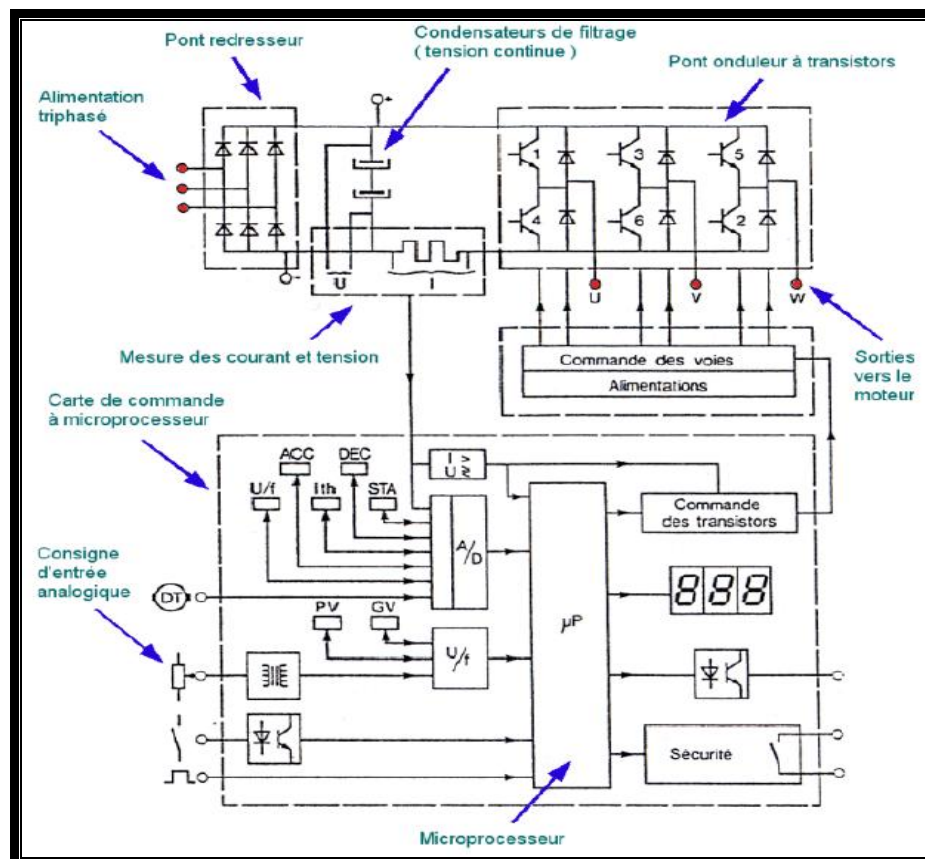 Condensateurs de filtrage
( tension continue )
Pont redresseur
Pont onduleur à transistors
Alimentation
triphasé
+
1
3
5
4
6
2
-
U
I
U
V
W
Mesure des courant et tension
Commande des voies
Alimentations
Sorties
vers le
moteur
Carte de commande
à microprocesseur
ACC
DEC
I >
U ≷
U/f
Ith
STA
Commande
des transistors
A/D
Consigne
d'entrée
analogique
DT
PV
GV
888
µP
U/f
Sécurité
Microprocesseur